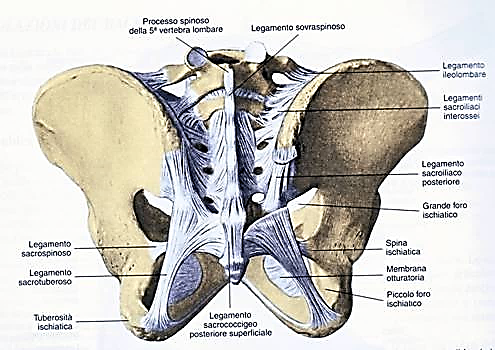 Processo spinoso
della 5ª vertebra lombare
Legamento sovraspinoso
Legamento
ileolombare
Legamenti
sacroiliaci
interossei
Legamento
sacroiliaco
posteriore
Grande foro
ischiatico
Legamento
sacrospinoso
Spina
ischiatica
Legamento
sacrotuberoso
Membrana
otturatoria
Piccolo foro
ischiatico
Tuberosità
ischiatica
Legamento
sacrococcigeo
posteriore superficiale